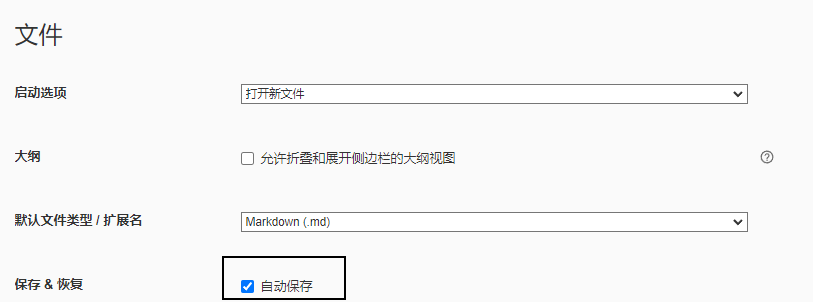 文件
启动选项 打开新文件
大纲 允许折叠和展开侧边栏的大纲视图
默认文件类型 / 扩展名 Markdown (.md)
保存 & 恢复 自动保存